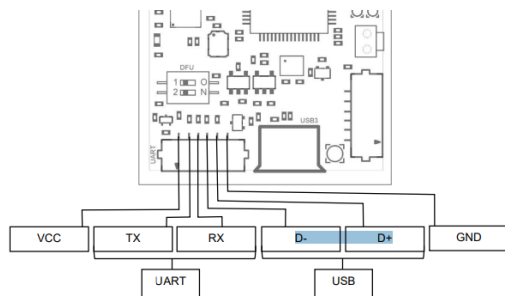 DFU
1 O
2 N
USB3
UART
VCC TX RX D- D+ GND
UART USB